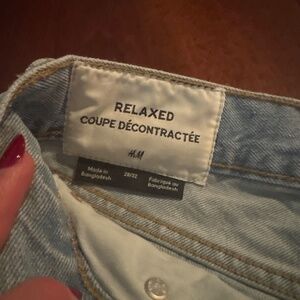 RELAXED
COUPE DÉCONTRACTÉE
H&M
Made in
Bangladesh
28/32
Fabriqué au
Bangladesh